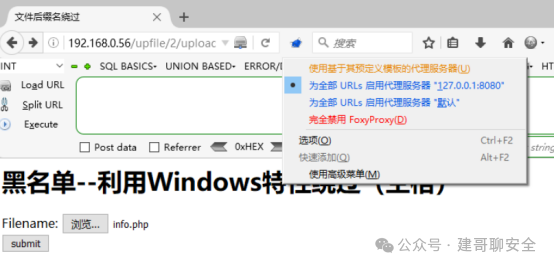 文件后缀名绕过
192.168.0.56/upfile/2/uploac
搜索
INT
SQL BASICS
UNION BASED
ERROR/
HT
使用基于其预定义模板的代理服务器(U)
为全部 URLs 启用代理服务器 "127.0.0.1:8080"
为全部 URLs 启用代理服务器 "默认"
完全禁用 FoxyProxy(D)
选项(O) Ctrl+F2
快速添加(Q) Alt+F2
使用高级菜单(M)
Load URL
Split URL
Execute
Post data Referrer 0xHEX
string
黑名单--利用Windows特性绕过（空格）
Filename: 浏览... info.php
submit
公众号 · 建哥聊安全